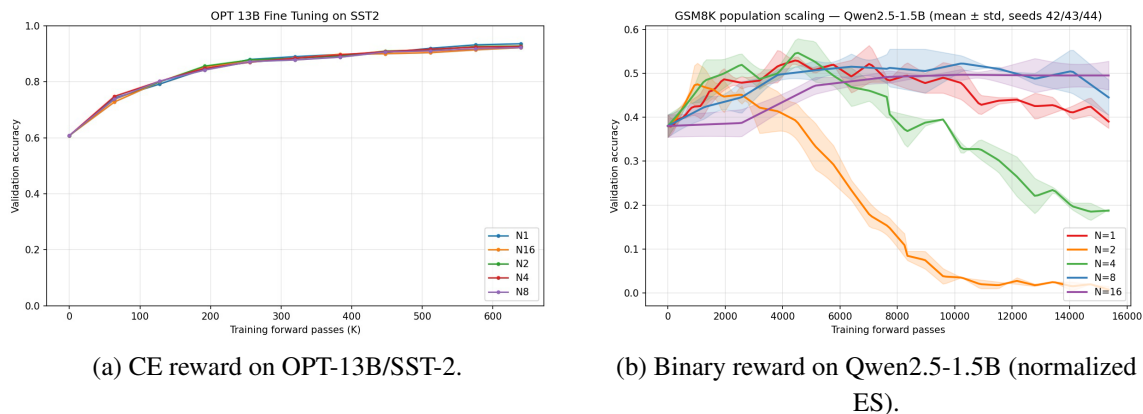 OPT 13B Fine Tuning on SST2
Validation accuracy
1.0
0.8
0.6
0.4
0.2
0.0
0
100
200
300
400
500
600
Training forward passes (K)
N1
N16
N2
N4
N8
(a) CE reward on OPT-13B/SST-2.
GSM8K population scaling — Qwen2.5-1.5B (mean ± std, seeds 42/43/44)
Validation accuracy
0.6
0.5
0.4
0.3
0.2
0.1
0.0
0
2000
4000
6000
8000
10000
12000
14000
16000
Training forward passes
N=1
N=2
N=4
N=8
N=16
(b) Binary reward on Qwen2.5-1.5B (normalized
ES).